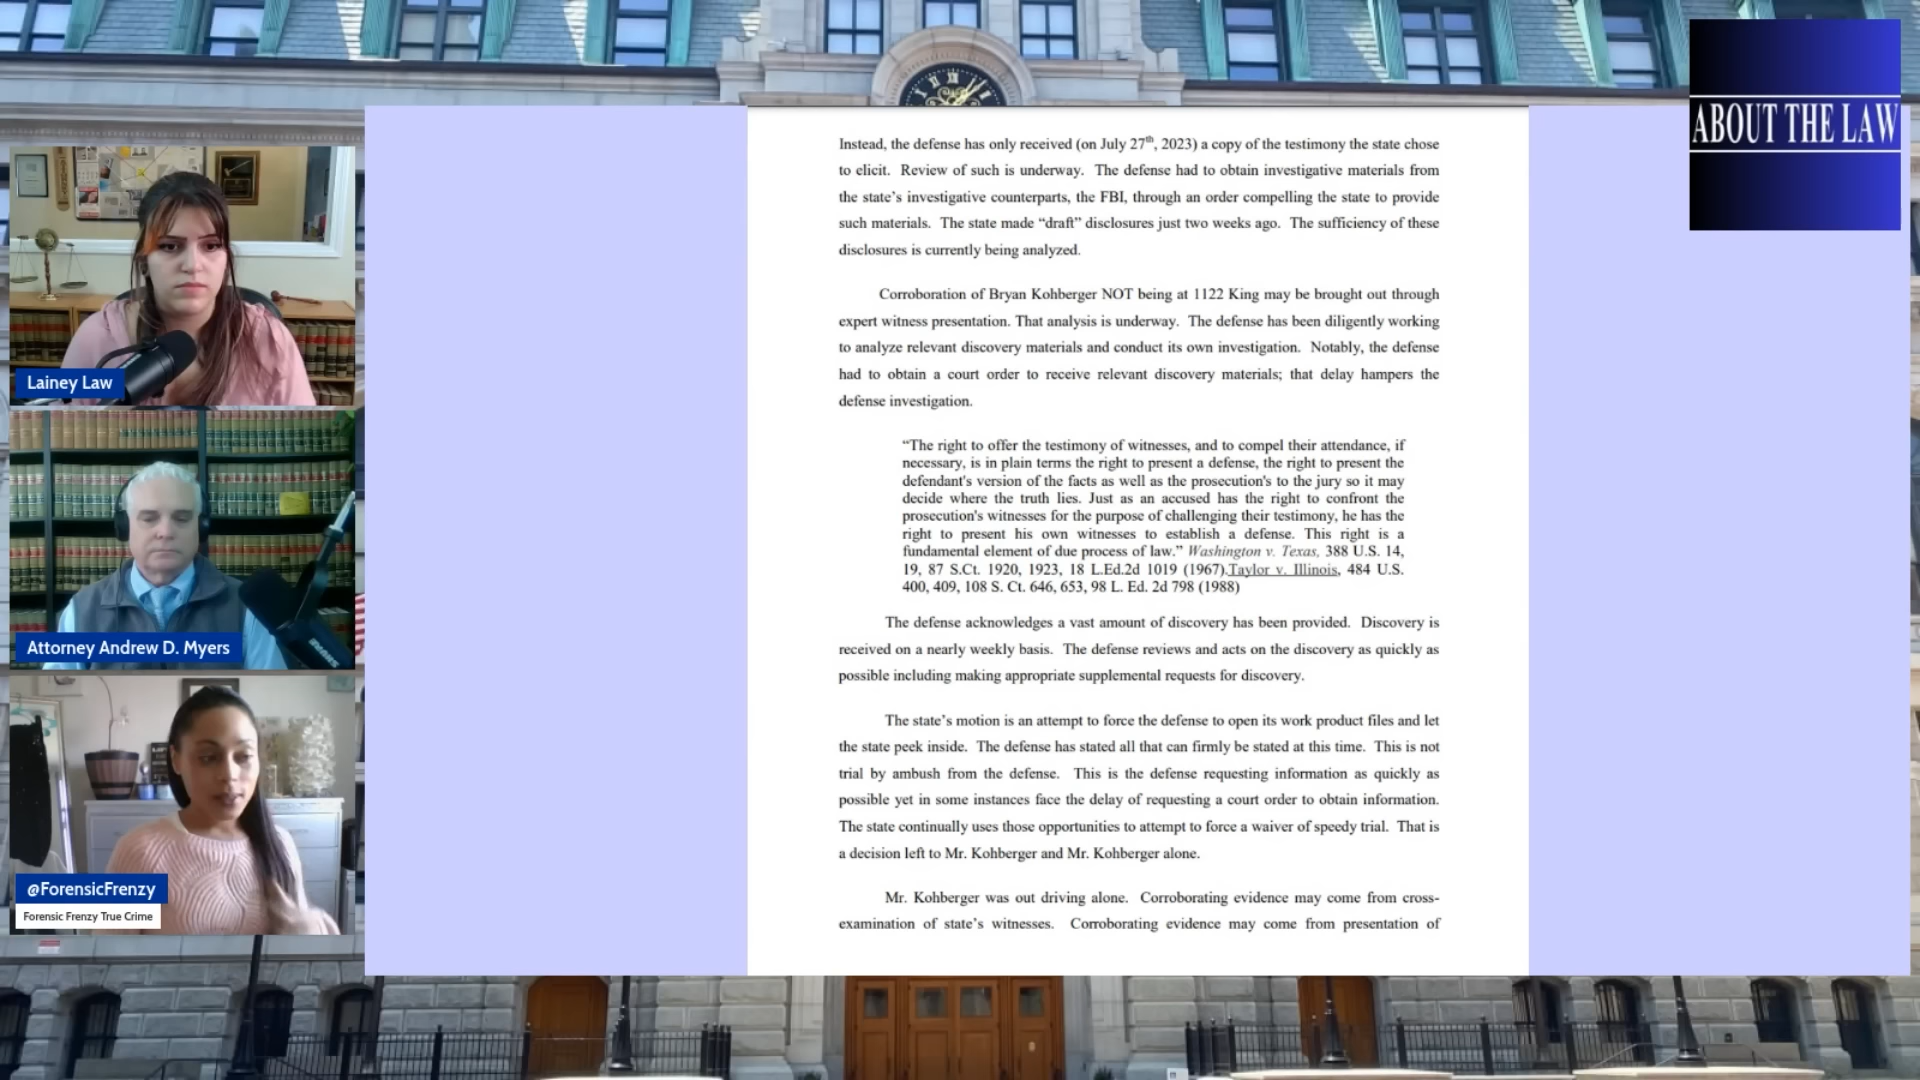 ABOUT THE LAW
Lainey Law
Attorney Andrew D. Myers
@ForensicFrenzy
Forensic Frenzy True Crime
Instead, the defense has only received (on July 27th, 2023) a copy of the testimony the state chose
to elicit. Review of such is underway. The defense had to obtain investigative materials from
the state’s investigative counterparts, the FBI, through an order compelling the state to provide
such materials. The state made “draft” disclosures just two weeks ago. The sufficiency of these
disclosures is currently being analyzed.
Corroboration of Bryan Kohberger NOT being at 1122 King may be brought out through
expert witness presentation. That analysis is underway. The defense has been diligently working
to analyze relevant discovery materials and conduct its own investigation. Notably, the defense
had to obtain a court order to receive relevant discovery materials; that delay hampers the
defense investigation.
“The right to offer the testimony of witnesses, and to compel their attendance, if
necessary, is in plain terms the right to present a defense, the right to present the
defendant's version of the facts as well as the prosecution's to the jury so it may
decide where the truth lies. Just as an accused has the right to confront the
prosecution's witnesses for the purpose of challenging their testimony, he has the
right to present his own witnesses to establish a defense. This right is a
fundamental element of due process of law.” Washington v. Texas, 388 U.S. 14,
19, 87 S.Ct. 1920, 1923, 18 L.Ed.2d 1019 (1967).Taylor v. Illinois, 484 U.S.
400, 409, 108 S. Ct. 646, 653, 98 L. Ed. 2d 798 (1988)
The defense acknowledges a vast amount of discovery has been provided. Discovery is
received on a nearly weekly basis. The defense reviews and acts on the discovery as quickly as
possible including making appropriate supplemental requests for discovery.
The state’s motion is an attempt to force the defense to open its work product files and let
the state peek inside. The defense has stated all that can firmly be stated at this time. This is not
trial by ambush from the defense. This is the defense requesting information as quickly as
possible yet in some instances face the delay of requesting a court order to obtain information.
The state continually uses those opportunities to attempt to force a waiver of speedy trial. That is
a decision left to Mr. Kohberger and Mr. Kohberger alone.
Mr. Kohberger was out driving alone. Corroborating evidence may come from cross-
examination of state’s witnesses. Corroborating evidence may come from presentation of